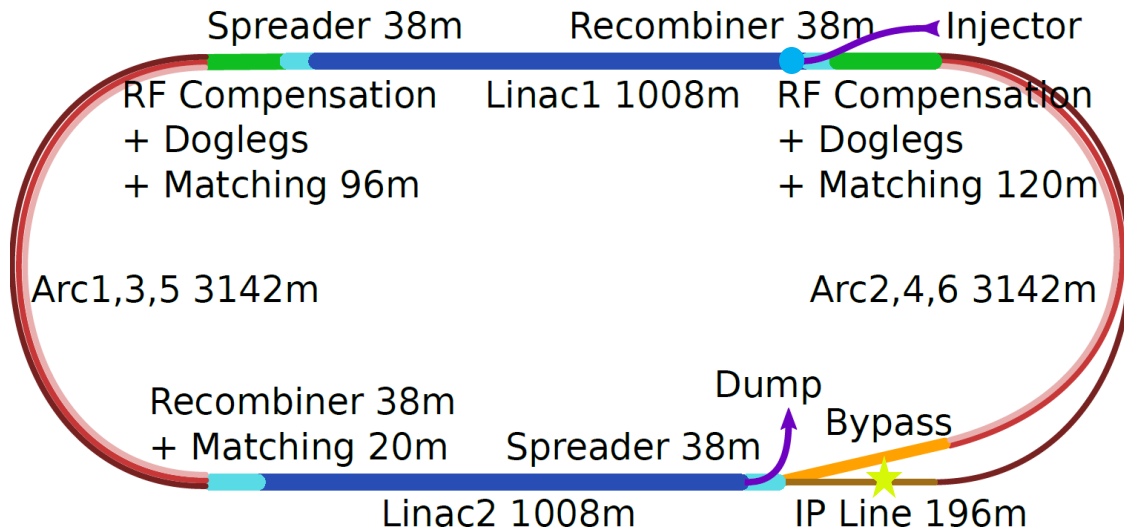 Spreader 38m
Recombiner 38m
Injector
RF Compensation
+ Doglegs
+ Matching 96m
Linac1 1008m
RF Compensation
+ Doglegs
+ Matching 120m
Arc1,3,5 3142m
Arc2,4,6 3142m
Recombiner 38m
+ Matching 20m
Spreader 38m
Dump
Bypass
Linac2 1008m
IP Line 196m